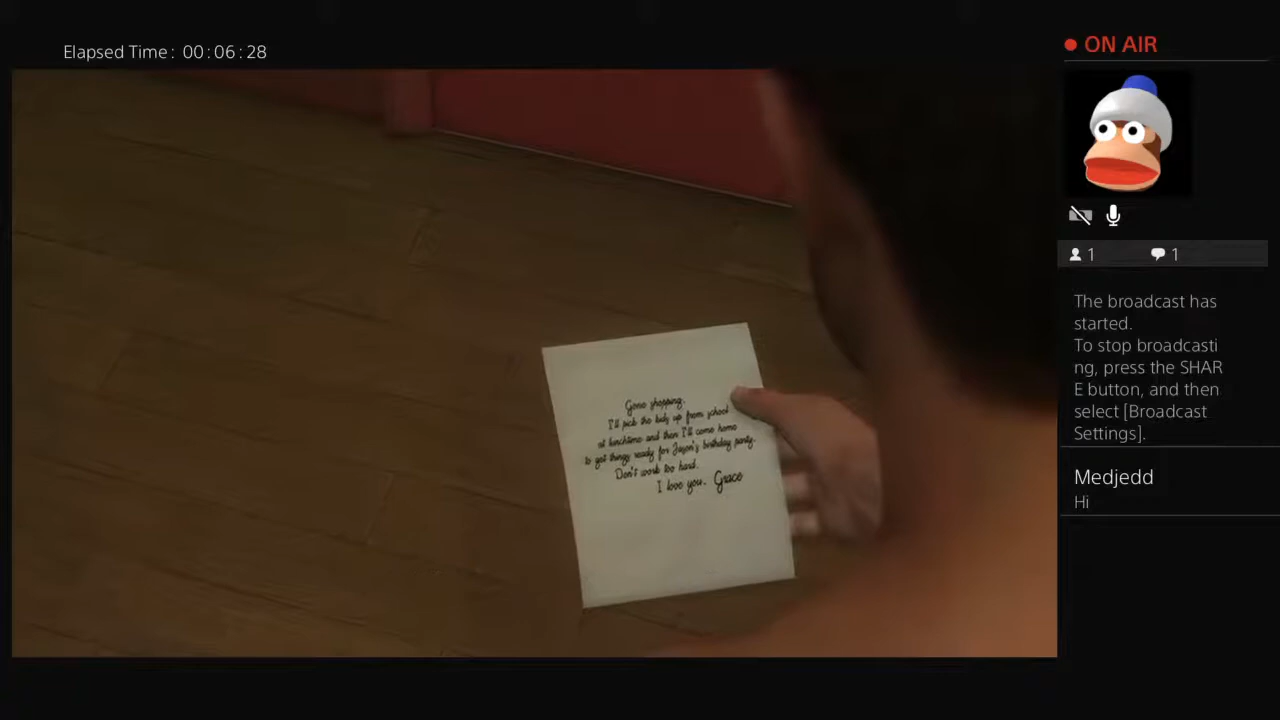 Elapsed Time: 00:06:28
ON AIR
1
1
The broadcast has
started.
To stop broadcasti
ng, press the SHAR
E button, and then
select [Broadcast
Settings].
Medjedd
Hi
Gone shopping.
I'll pick the kids up from school
at lunchtime and then I'll come home
to get things ready for Jason's birthday party.
Don't work too hard.
I love you. Grace